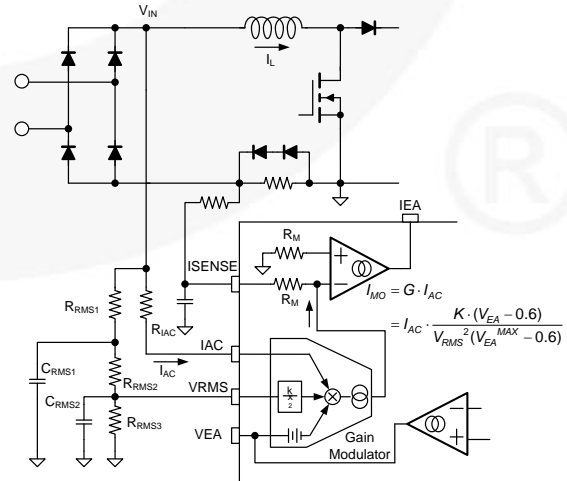 V_IN
I_L
®
IEA
R_M
+
−
ISENSE
R_M
I_MO = G · I_AC
= I_AC · K · (V_EA − 0.6) / V_RMS^2 (V_EA^MAX − 0.6)
R_RMS1
R_IAC
IAC
I_AC
C_RMS1
R_RMS2
VRMS
k
x
2
C_RMS2
R_RMS3
VEA
Gain
Modulator
−
+